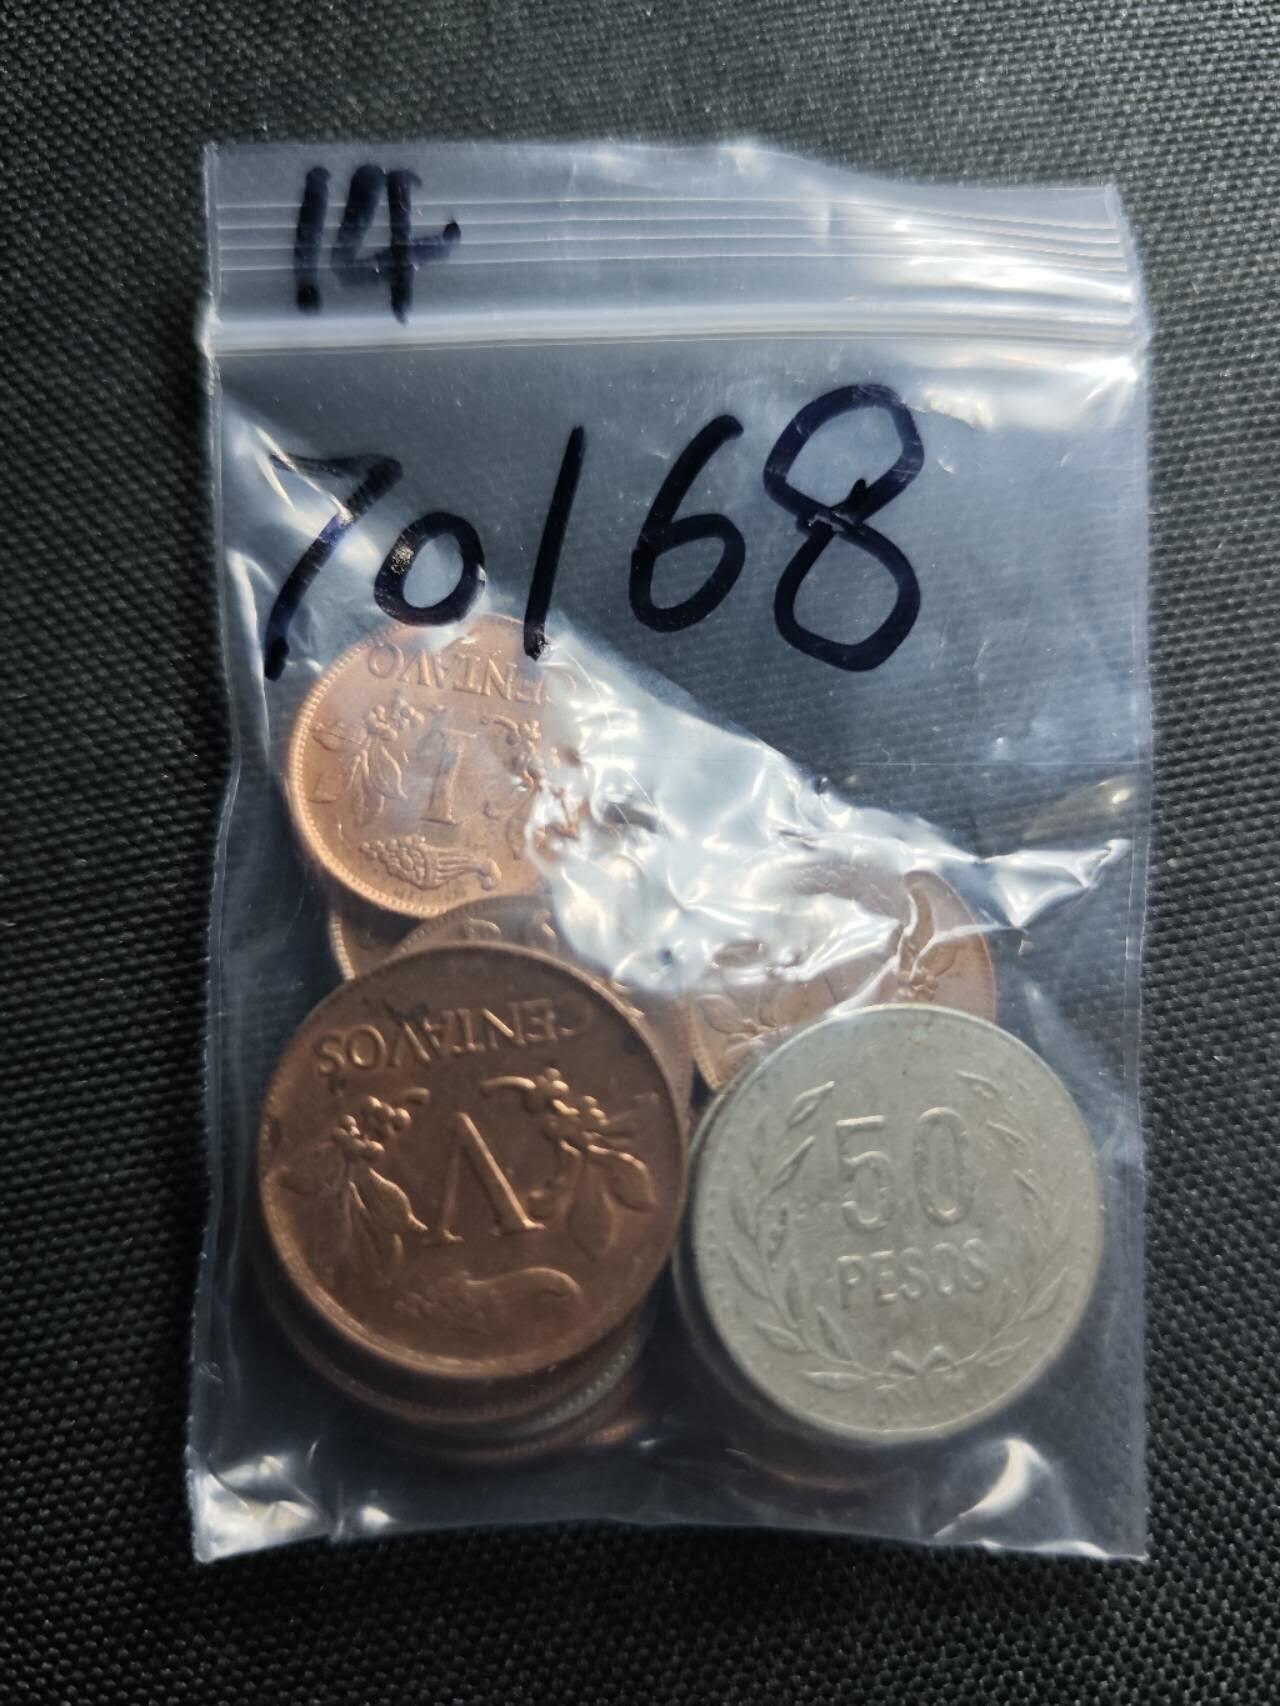 14
70168
CENTAVO
1
CENTAVOS
V
50
PESOS